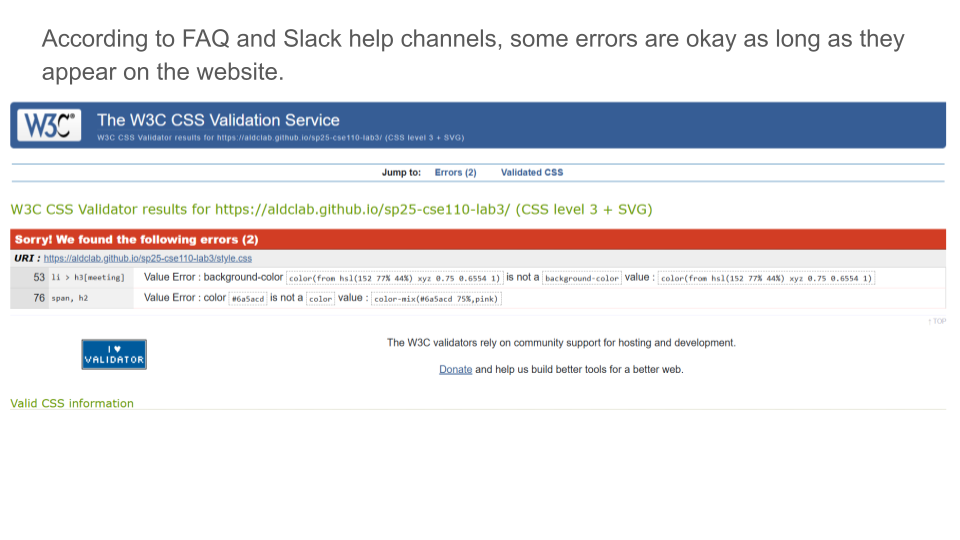 According to FAQ and Slack help channels, some errors are okay as long as they
appear on the website.
W3C® The W3C CSS Validation Service
W3C CSS Validator results for https://aldclab.github.io/sp25-cse110-lab3/ (CSS level 3 + SVG)
Jump to: Errors (2) Validated CSS
W3C CSS Validator results for https://aldclab.github.io/sp25-cse110-lab3/ (CSS level 3 + SVG)
Sorry! We found the following errors (2)
URI : https://aldclab.github.io/sp25-cse110-lab3/style.css
53 li > h3[meeting] Value Error : background-color color(from hsl(152 77% 44%) xyz 0.75 0.6554 1) is not a background-color value : color(from hsl(152 77% 44%) xyz 0.75 0.6554 1)
76 span, h2 Value Error : color #6a5acd is not a color value : color-mix(#6a5acd 75%,pink)
↑ TOP
I ♥
VALIDATOR
The W3C validators rely on community support for hosting and development.
Donate and help us build better tools for a better web.
Valid CSS information